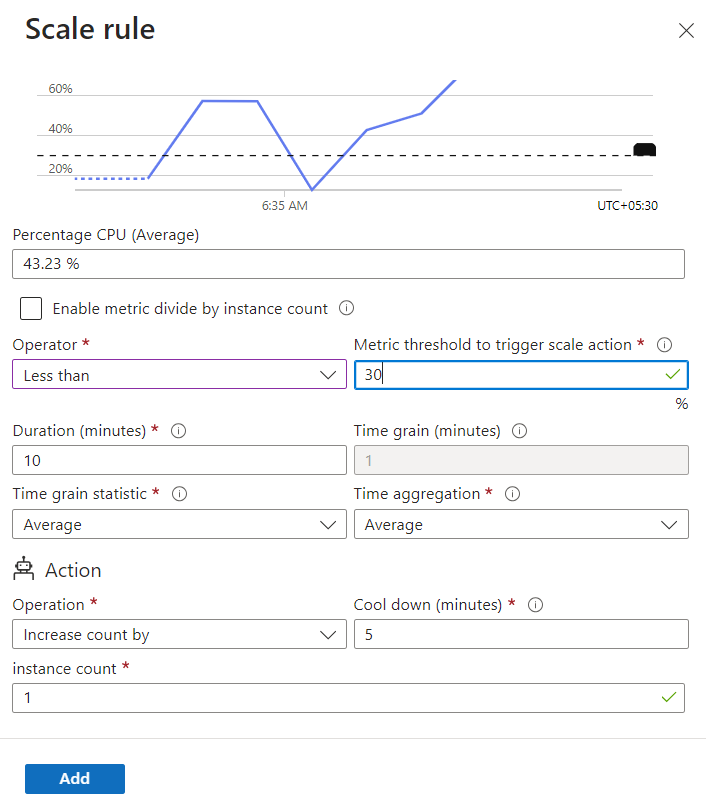 Scale rule
60%
40%
20%
6:35 AM UTC+05:30
Percentage CPU (Average)
43.23 %
Enable metric divide by instance count
Operator * Metric threshold to trigger scale action *
Less than 30
%
Duration (minutes) * Time grain (minutes)
10 1
Time grain statistic * Time aggregation *
Average Average
Action
Operation * Cool down (minutes) *
Increase count by 5
instance count *
1
Add